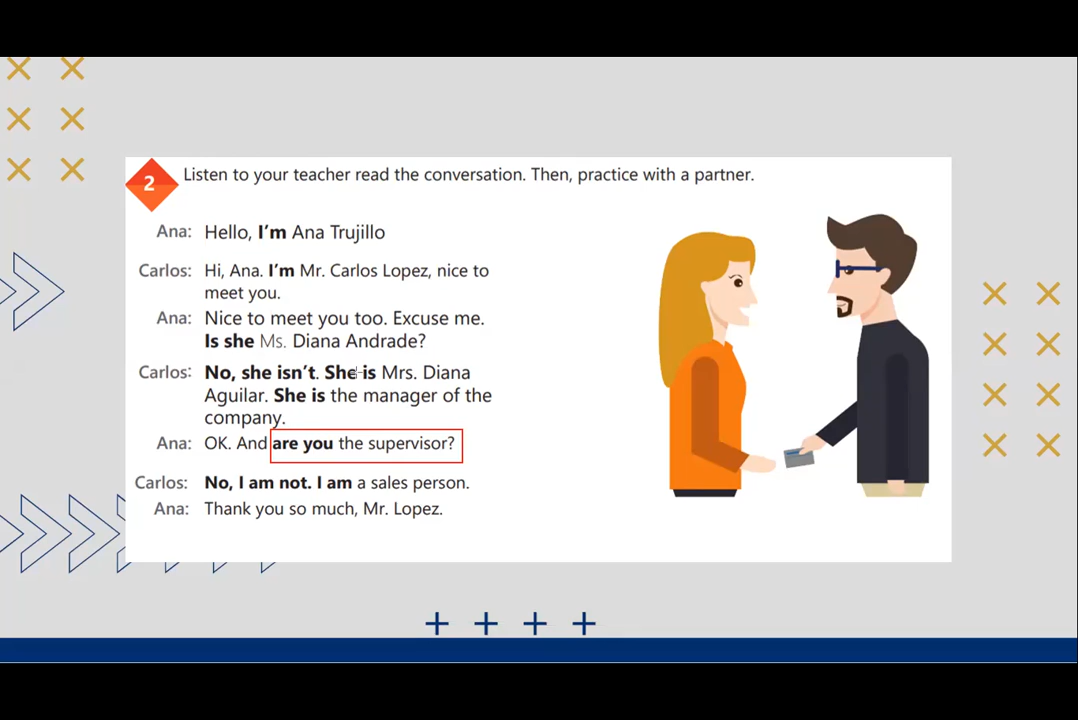 2 Listen to your teacher read the conversation. Then, practice with a partner.
Ana: Hello, I’m Ana Trujillo
Carlos: Hi, Ana. I’m Mr. Carlos Lopez, nice to
meet you.
Ana: Nice to meet you too. Excuse me.
Is she Ms. Diana Andrade?
Carlos: No, she isn’t. She is Mrs. Diana
Aguilar. She is the manager of the
company.
Ana: OK. And are you the supervisor?
Carlos: No, I am not. I am a sales person.
Ana: Thank you so much, Mr. Lopez.